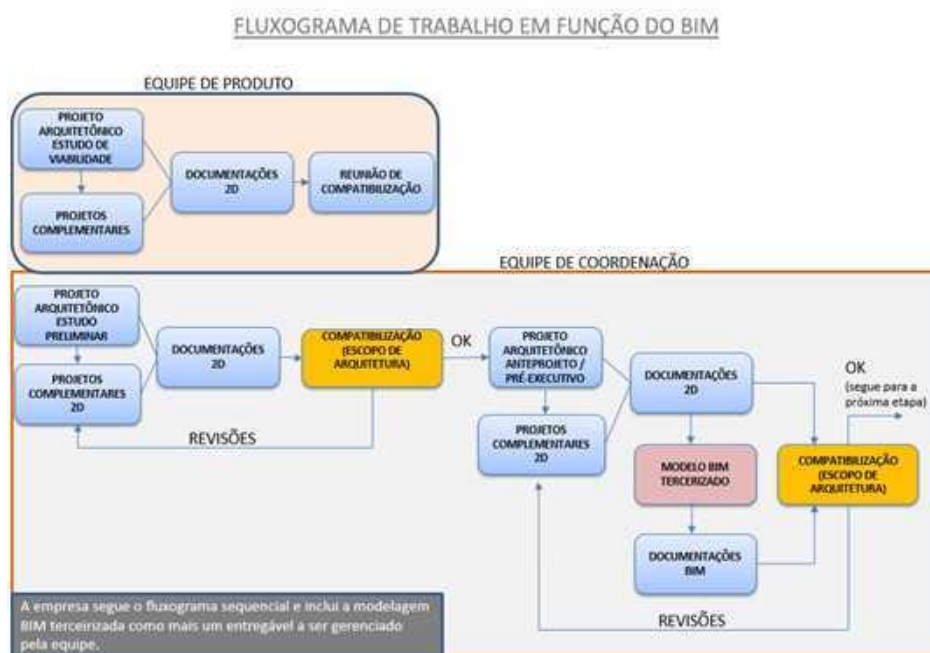 FLUXOGRAMA DE TRABALHO EM FUNÇÃO DO BIM
EQUIPE DE PRODUTO
PROJETO
ARQUITETÔNICO
ESTUDO DE
VIABILIDADE
PROJETOS
COMPLEMENTARES
DOCUMENTAÇÕES
2D
REUNIÃO DE
COMPATIBILIZAÇÃO
EQUIPE DE COORDENAÇÃO
PROJETO
ARQUITETÔNICO
ESTUDO
PRELIMINAR
PROJETOS
COMPLEMENTARES
2D
DOCUMENTAÇÕES
2D
COMPATIBILIZAÇÃO
(ESCOPO DE
ARQUITETURA)
OK
REVISÕES
PROJETO
ARQUITETÔNICO
ANTEPROJETO /
PRÉ-EXECUTIVO
PROJETOS
COMPLEMENTARES
2D
DOCUMENTAÇÕES
2D
MODELO BIM
TERCERIZADO
DOCUMENTAÇÕES
BIM
OK
(segue para a
próxima etapa)
COMPATIBILIZAÇÃO
(ESCOPO DE
ARQUITETURA)
REVISÕES
A empresa segue o fluxograma sequencial e inclui a modelagem
BIM terceirizada como mais um entregável a ser gerenciado
pela equipe.